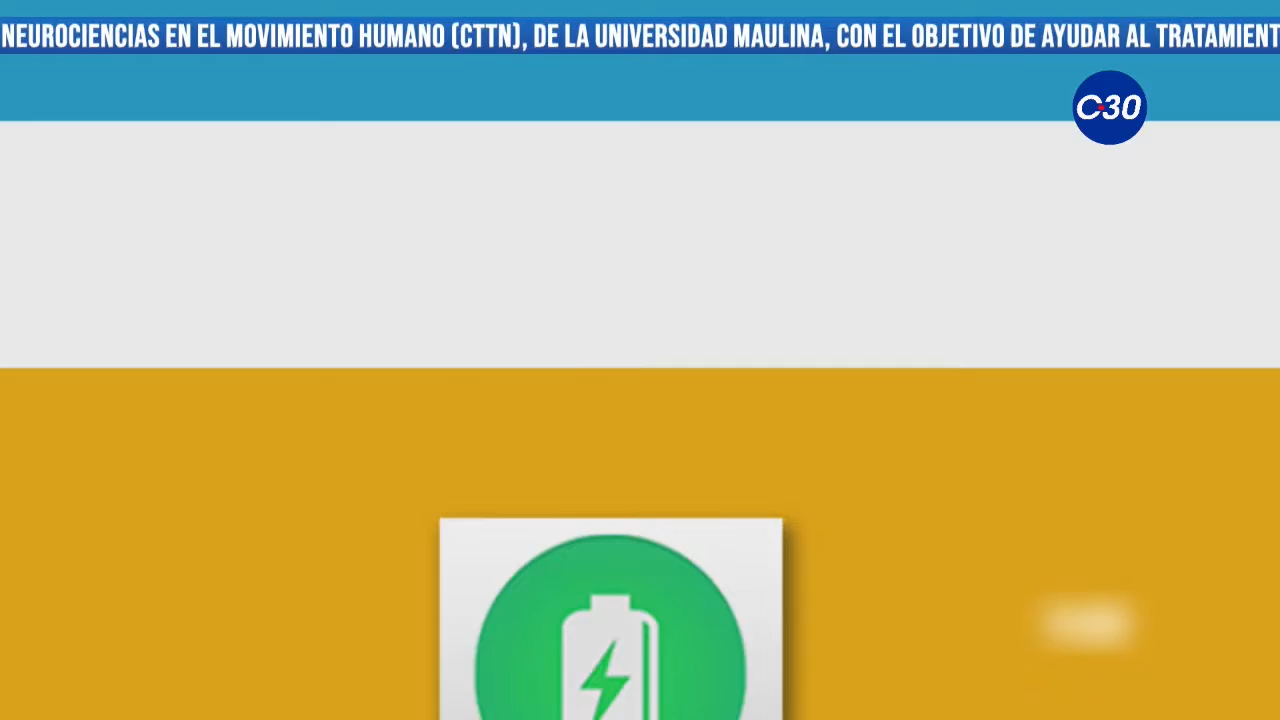 NEUROCIENCIAS EN EL MOVIMIENTO HUMANO (CTTN), DE LA UNIVERSIDAD MAULINA, CON EL OBJETIVO DE AYUDAR AL TRATAMIENT
C30